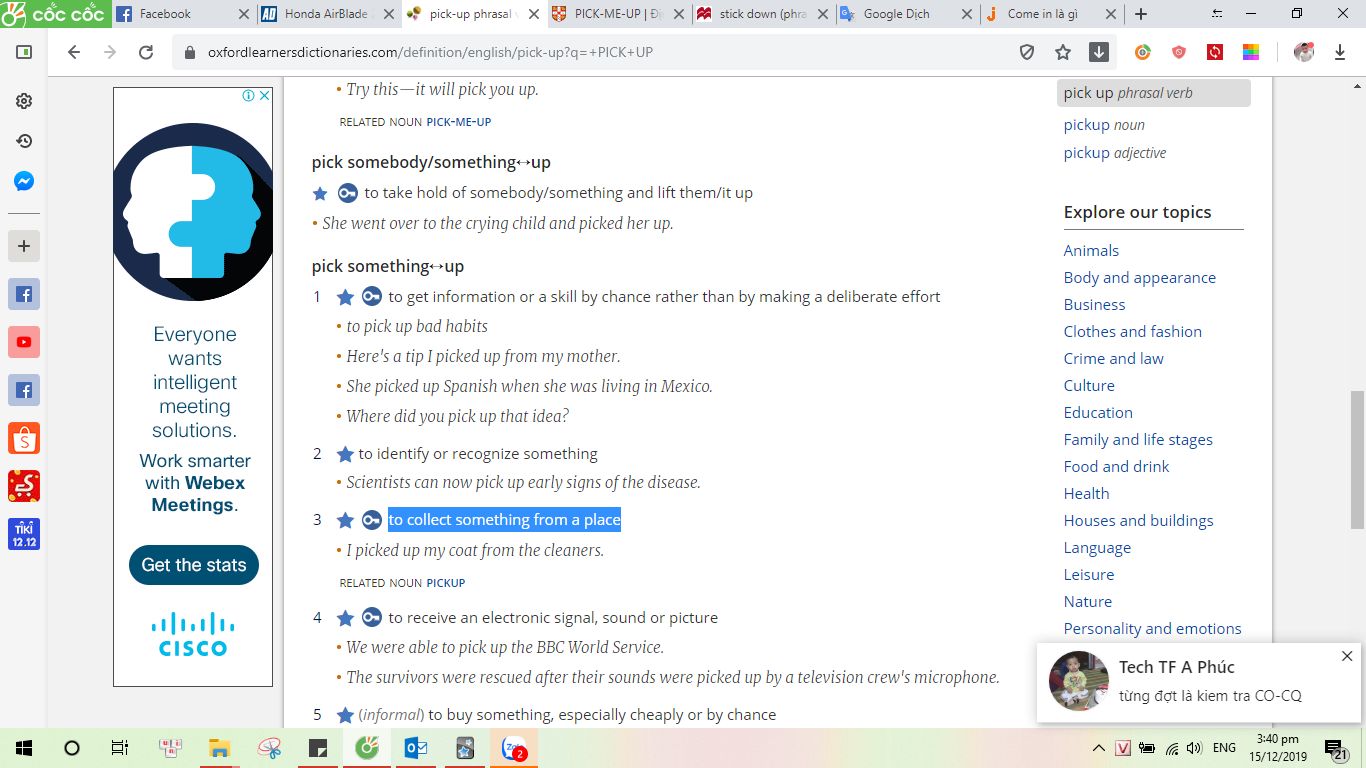 cốc cốc
Facebook
Honda AirBlade
pick-up phrasal v
PICK-ME-UP | Đị
stick down (phra
Google Dịch
Come in là gì
oxfordlearnersdictionaries.com/definition/english/pick-up?q=+PICK+UP
• Try this—it will pick you up.
RELATED NOUN PICK-ME-UP
pick somebody/something↔up
to take hold of somebody/something and lift them/it up
• She went over to the crying child and picked her up.
pick something↔up
1 to get information or a skill by chance rather than by making a deliberate effort
• to pick up bad habits
• Here's a tip I picked up from my mother.
• She picked up Spanish when she was living in Mexico.
• Where did you pick up that idea?
2 to identify or recognize something
• Scientists can now pick up early signs of the disease.
3 to collect something from a place
• I picked up my coat from the cleaners.
RELATED NOUN PICKUP
4 to receive an electronic signal, sound or picture
• We were able to pick up the BBC World Service.
• The survivors were rescued after their sounds were picked up by a television crew's microphone.
5 (informal) to buy something, especially cheaply or by chance
Everyone
wants
intelligent
meeting
solutions.
Work smarter
with Webex
Meetings.
Get the stats
CISCO
pick up phrasal verb
pickup noun
pickup adjective
Explore our topics
Animals
Body and appearance
Business
Clothes and fashion
Crime and law
Culture
Education
Family and life stages
Food and drink
Health
Houses and buildings
Language
Leisure
Nature
Personality and emotions
Tech TF A Phúc
từng đợt là kiem tra CO-CQ
TIKI
12.12
2
V
ENG
3:40 pm
15/12/2019
21